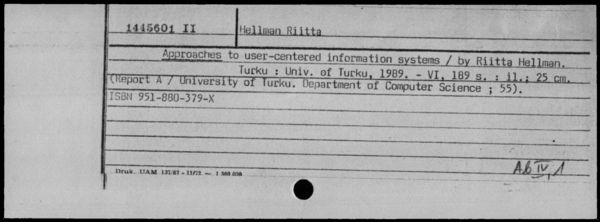 1445601 II
Hellman Riitta
Approaches to user-centered information systems / by Riitta Hellman.
Turku : Univ. of Turku, 1989. - VI, 189 s. : il.; 25 cm.
(Report A / University of Turku. Department of Computer Science ; 55).
ISBN 951-880-379-X
Ab IV, 1
Druk. UAM